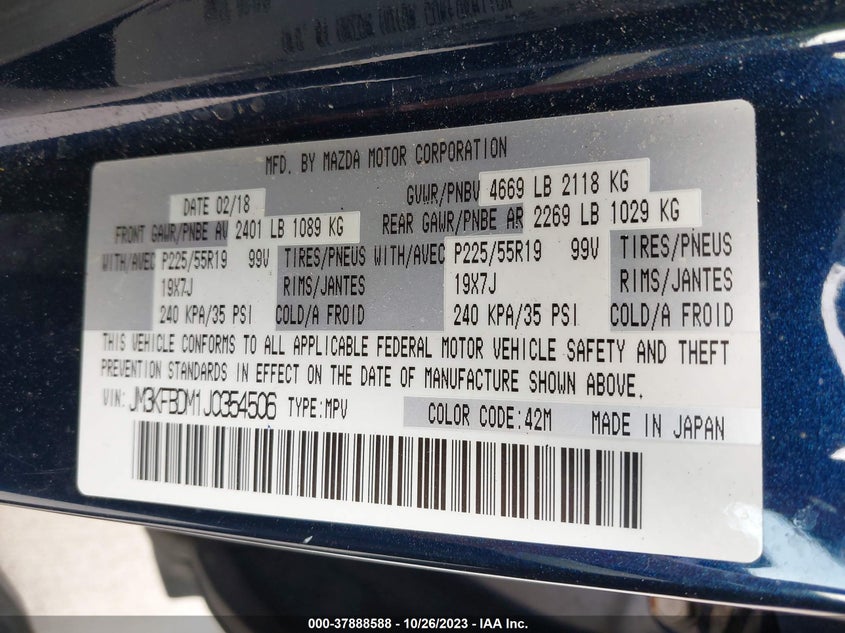 MFD. BY MAZDA MOTOR CORPORATION
DATE 02/18 GVWR/PNBV 4669 LB 2118 KG
FRONT GAWR/PNBE AV 2401 LB 1089 KG REAR GAWR/PNBE AR 2269 LB 1029 KG
WITH/AVEC P225/55R19 99V TIRES/PNEUS WITH/AVEC P225/55R19 99V TIRES/PNEUS
19X7J RIMS/JANTES 19X7J RIMS/JANTES
240 KPA/35 PSI COLD/A FROID 240 KPA/35 PSI COLD/A FROID
THIS VEHICLE CONFORMS TO ALL APPLICABLE FEDERAL MOTOR VEHICLE SAFETY AND THEFT
PREVENTION STANDARDS IN EFFECT ON THE DATE OF MANUFACTURE SHOWN ABOVE.
VIN: JM3KFBDM1J0354506 TYPE:MPV COLOR CODE:42M MADE IN JAPAN
000-37888588 - 10/26/2023 - IAA Inc.